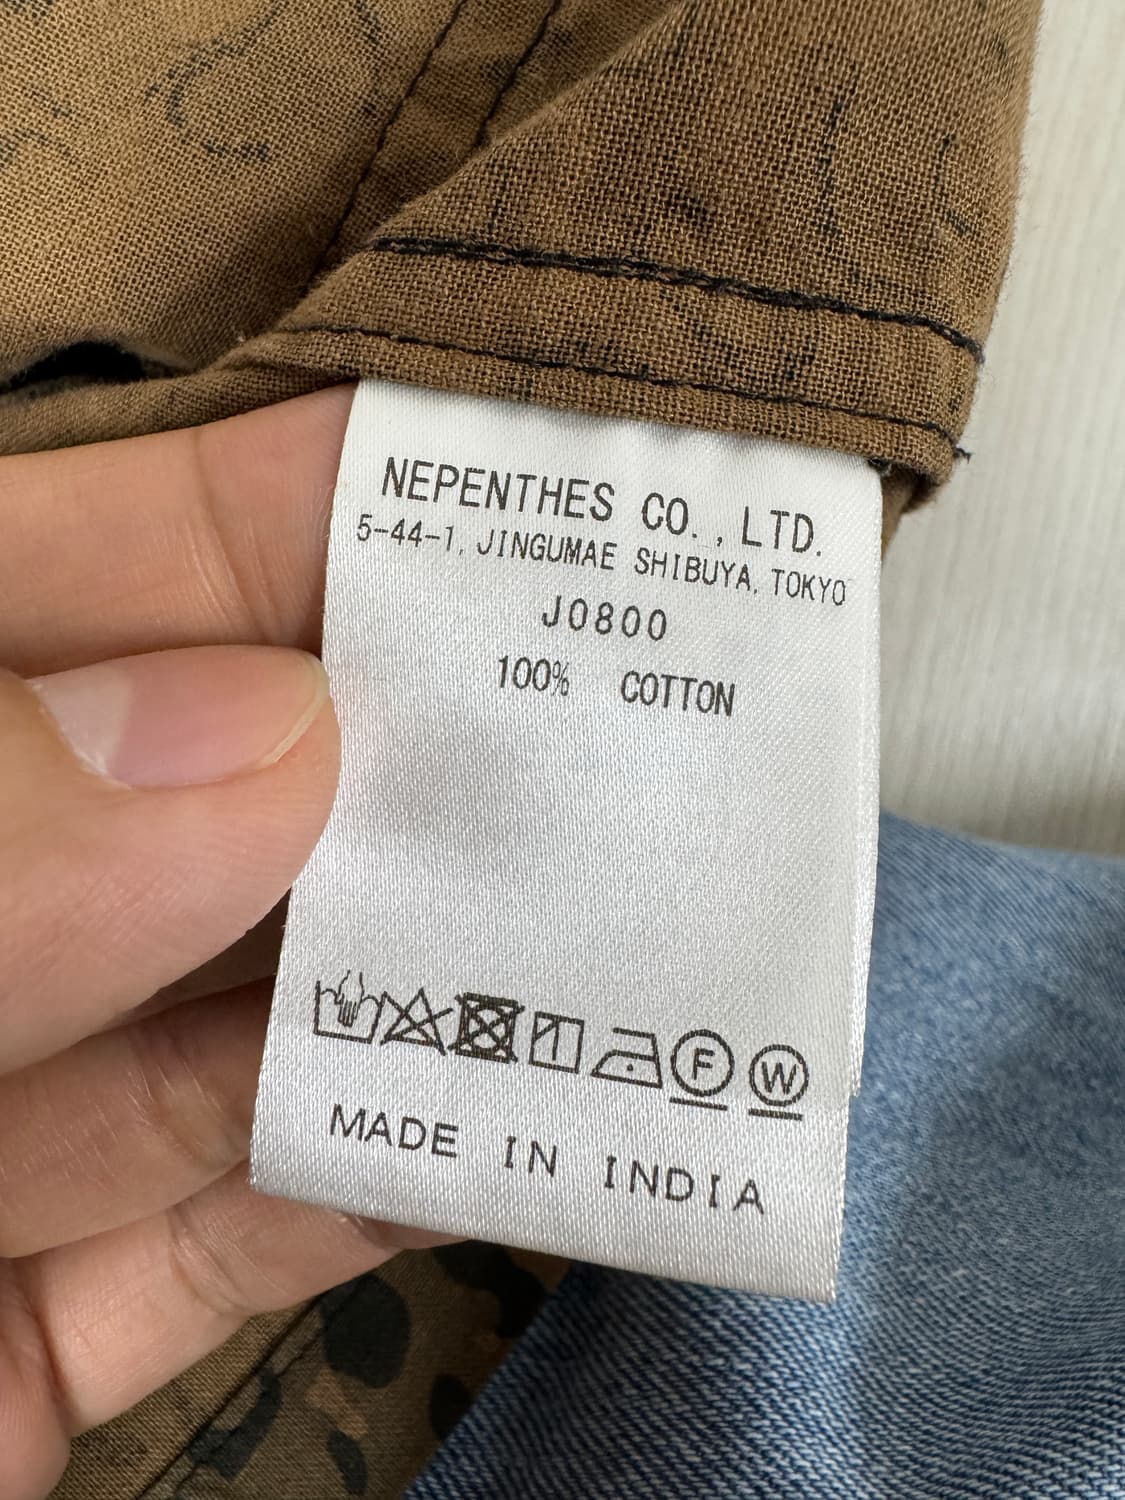 NEPENTHES CO., LTD.
5-44-1, JINGUMAE SHIBUYA, TOKYO
J0800
100% COTTON
F W
MADE IN INDIA